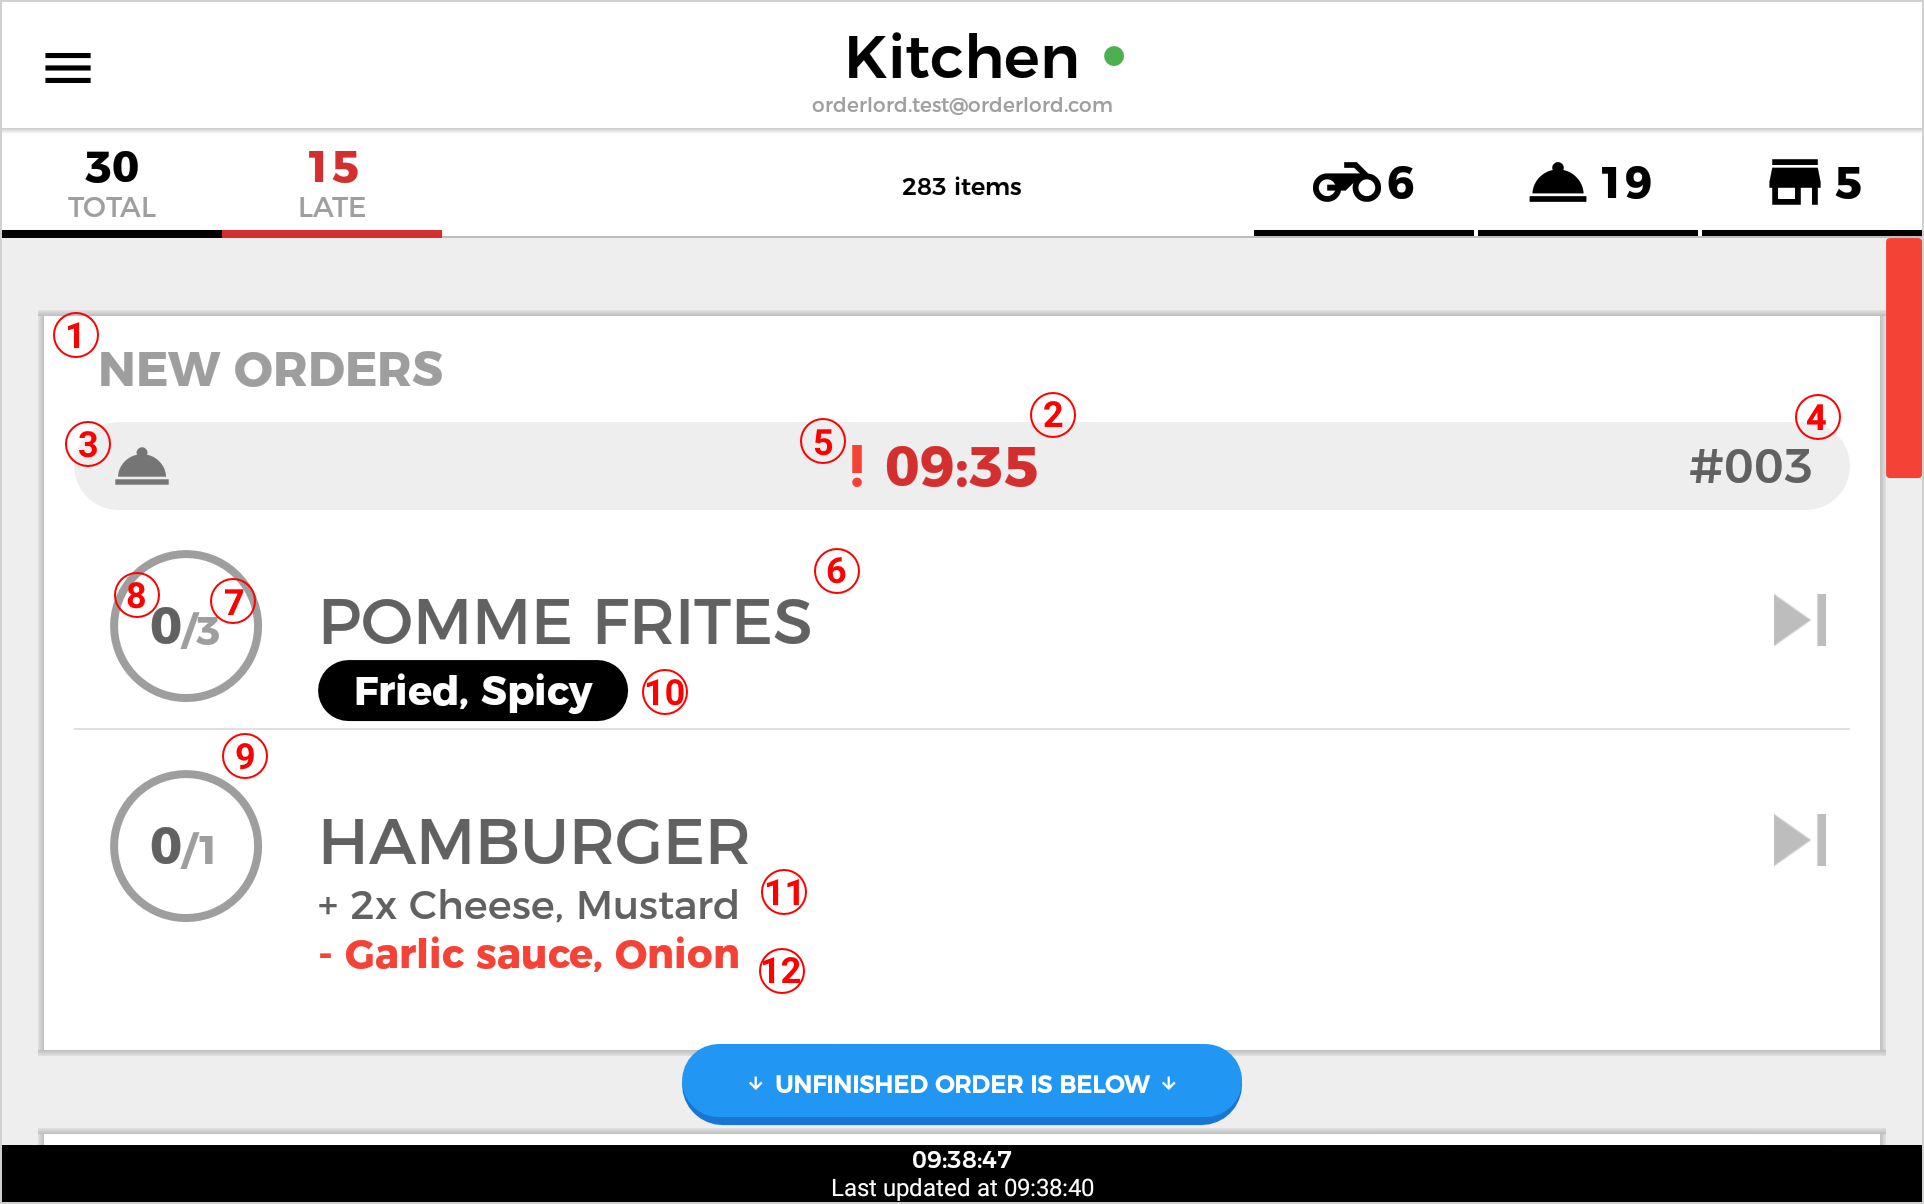 Kitchen
orderlord.test@orderlord.com
30
TOTAL
15
LATE
283 items
6
19
5
1
NEW ORDERS
3
5
! 09:35
2
4
#003
8
7
0/3
6
POMME FRITES
Fried, Spicy
10
9
0/1
HAMBURGER
+ 2x Cheese, Mustard
11
- Garlic sauce, Onion
12
↓ UNFINISHED ORDER IS BELOW ↓
09:38:47
Last updated at 09:38:40